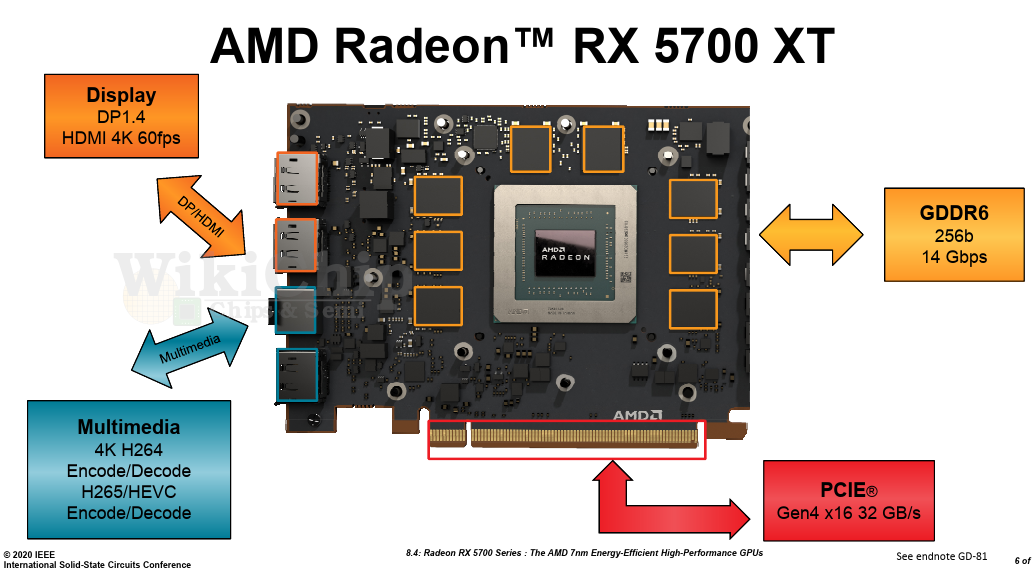 AMD Radeon™ RX 5700 XT
Display
DP1.4
HDMI 4K 60fps
DP/HDMI
AMD
RADEON
GDDR6
256b
14 Gbps
WikiChip
Chips & Semi
Multimedia
Multimedia
4K H264
Encode/Decode
H265/HEVC
Encode/Decode
AMD
PCIE®
Gen4 x16 32 GB/s
© 2020 IEEE
International Solid-State Circuits Conference
8.4: Radeon RX 5700 Series : The AMD 7nm Energy-Efficient High-Performance GPUs
See endnote GD-81
6 of